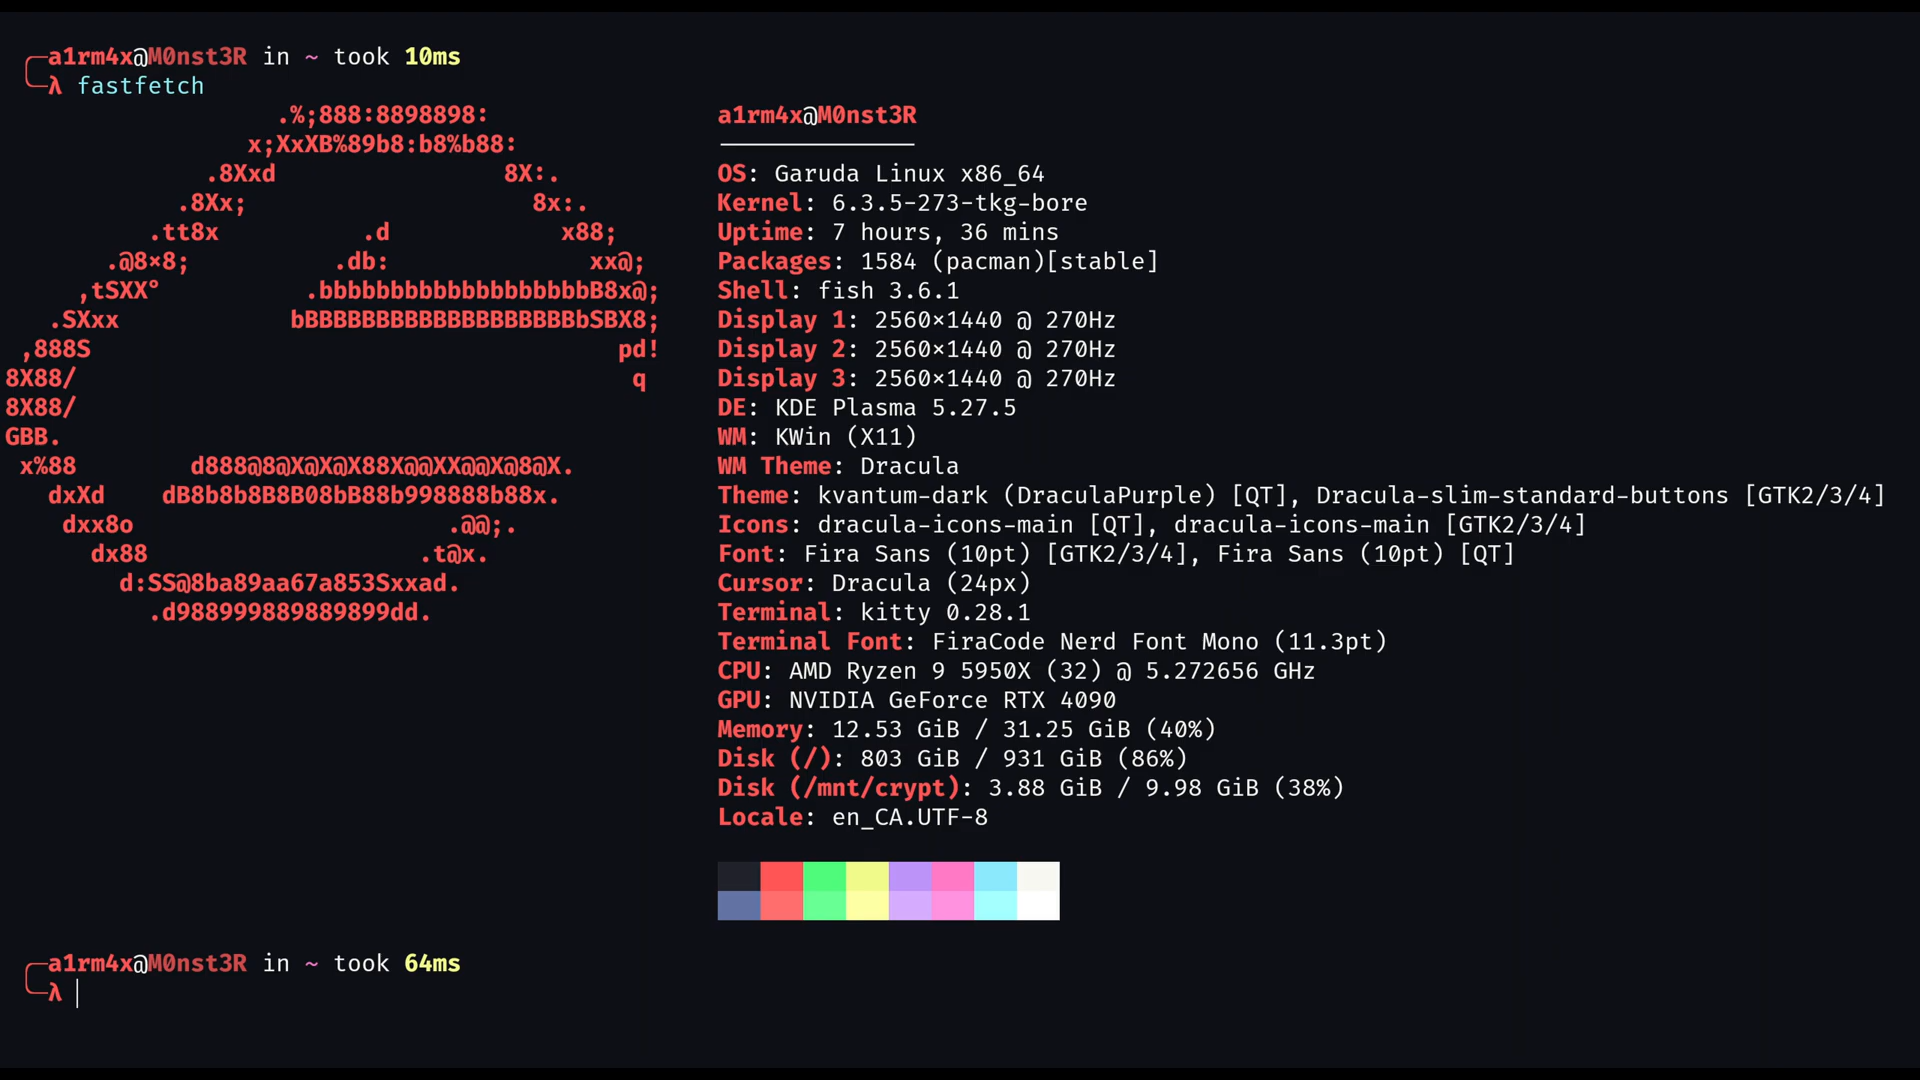 a1rm4x@M0nst3R in ~ took 10ms
λ fastfetch
.%;888:8898898:
x;XxXB%89b8:b8%b88:
.8Xxd 8X:.
.8Xx; 8x:.
.tt8x .d x88;
.@8×8; .db: xx@;
,tSXX° .bbbbbbbbbbbbbbbbbbbB8x@;
.SXxx bBBBBBBBBBBBBBBBBBBBbSBX8;
,888S pd!
8X88/ q
8X88/
GBB.
x%88 d888@8@X@X@X88X@@XX@@X@8@X.
dxXd dB8b8b8B8B08bB88b998888b88x.
dxx8o .@@;.
dx88 .t@x.
d:SS@8ba89aa67a853Sxxad.
.d988999889889899dd.
a1rm4x@M0nst3R
OS: Garuda Linux x86_64
Kernel: 6.3.5-273-tkg-bore
Uptime: 7 hours, 36 mins
Packages: 1584 (pacman)[stable]
Shell: fish 3.6.1
Display 1: 2560×1440 @ 270Hz
Display 2: 2560×1440 @ 270Hz
Display 3: 2560×1440 @ 270Hz
DE: KDE Plasma 5.27.5
WM: KWin (X11)
WM Theme: Dracula
Theme: kvantum-dark (DraculaPurple) [QT], Dracula-slim-standard-buttons [GTK2/3/4]
Icons: dracula-icons-main [QT], dracula-icons-main [GTK2/3/4]
Font: Fira Sans (10pt) [GTK2/3/4], Fira Sans (10pt) [QT]
Cursor: Dracula (24px)
Terminal: kitty 0.28.1
Terminal Font: FiraCode Nerd Font Mono (11.3pt)
CPU: AMD Ryzen 9 5950X (32) @ 5.272656 GHz
GPU: NVIDIA GeForce RTX 4090
Memory: 12.53 GiB / 31.25 GiB (40%)
Disk (/): 803 GiB / 931 GiB (86%)
Disk (/mnt/crypt): 3.88 GiB / 9.98 GiB (38%)
Locale: en_CA.UTF-8
a1rm4x@M0nst3R in ~ took 64ms
λ